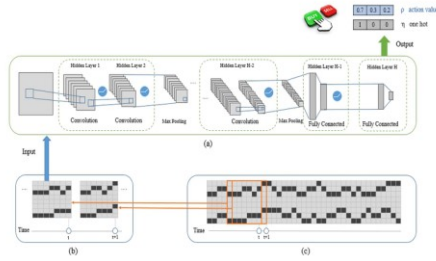 0.7 0.3 0.2 ρ action value
1 0 0 η one hot
Output
Hidden Layer 1
Hidden Layer 2
Hidden Layer N-2
Hidden Layer N-1
Hidden Layer N
...
Convolution
Convolution
Max Pooling
Convolution
Max Pooling
Fully Connected
Fully Connected
(a)
Input
...
...
Time
t
t+1
Time
t
t+1
(b)
(c)